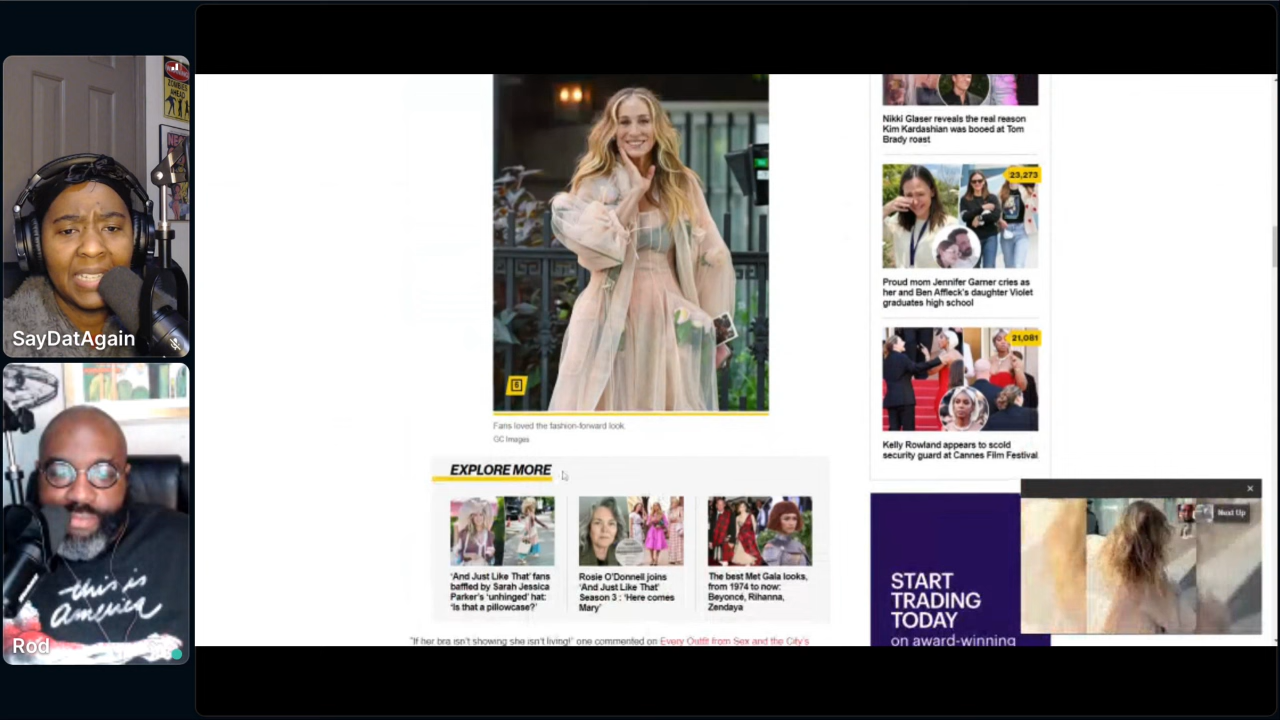 ZOMBIES
AHEAD
SayDatAgain
this is
America
Rod
6
Fans loved the fashion-forward look.
GC Images
EXPLORE MORE
'And Just Like That' fans
baffled by Sarah Jessica
Parker's 'unhinged' hat:
'Is that a pillowcase?'
Rosie O'Donnell joins
'And Just Like That'
Season 3 : 'Here comes
Mary'
The best Met Gala looks,
from 1974 to now:
Beyoncé, Rihanna,
Zendaya
"If her bra isn't showing she isn't living!" one commented on Every Outfit from Sex and the City's
Nikki Glaser reveals the real reason
Kim Kardashian was booed at Tom
Brady roast
23,273
Proud mom Jennifer Garner cries as
her and Ben Affleck's daughter Violet
graduates high school
21,081
Kelly Rowland appears to scold
security guard at Cannes Film Festival
START
TRADING
TODAY
on award-winning
Next Up